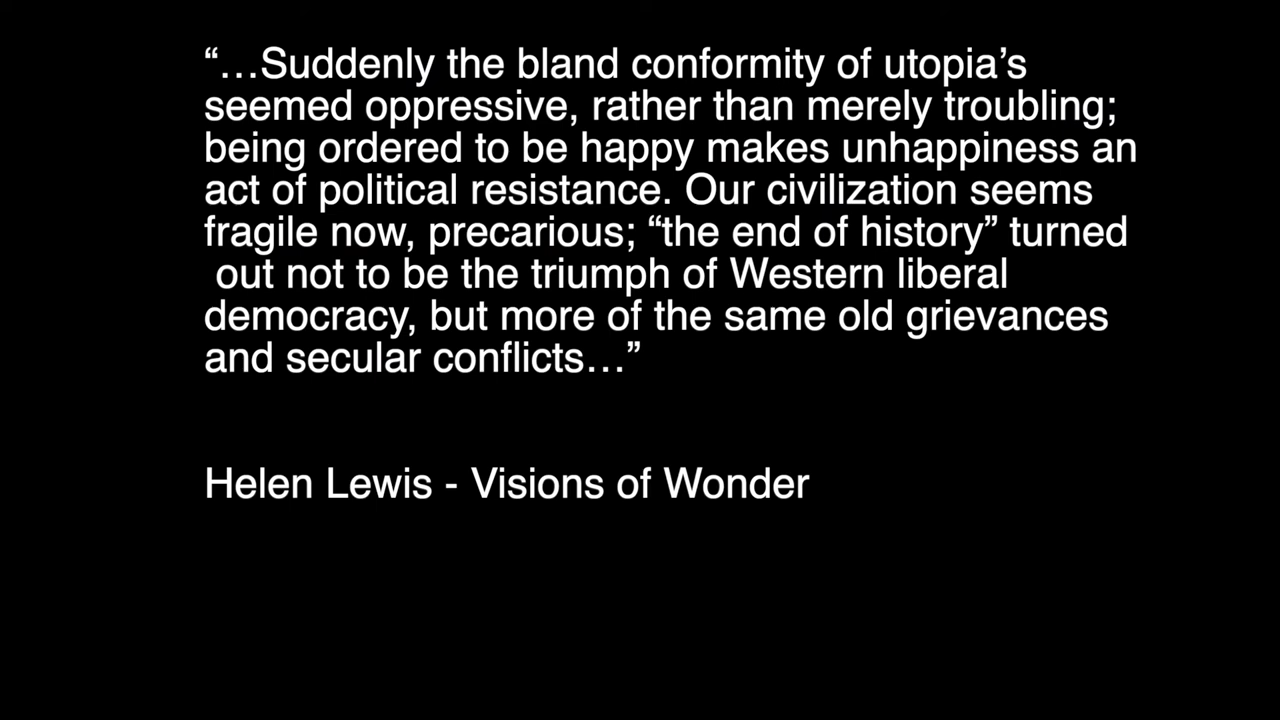 “…Suddenly the bland conformity of utopia’s
seemed oppressive, rather than merely troubling;
being ordered to be happy makes unhappiness an
act of political resistance. Our civilization seems
fragile now, precarious; “the end of history” turned
out not to be the triumph of Western liberal
democracy, but more of the same old grievances
and secular conflicts…”
Helen Lewis - Visions of Wonder